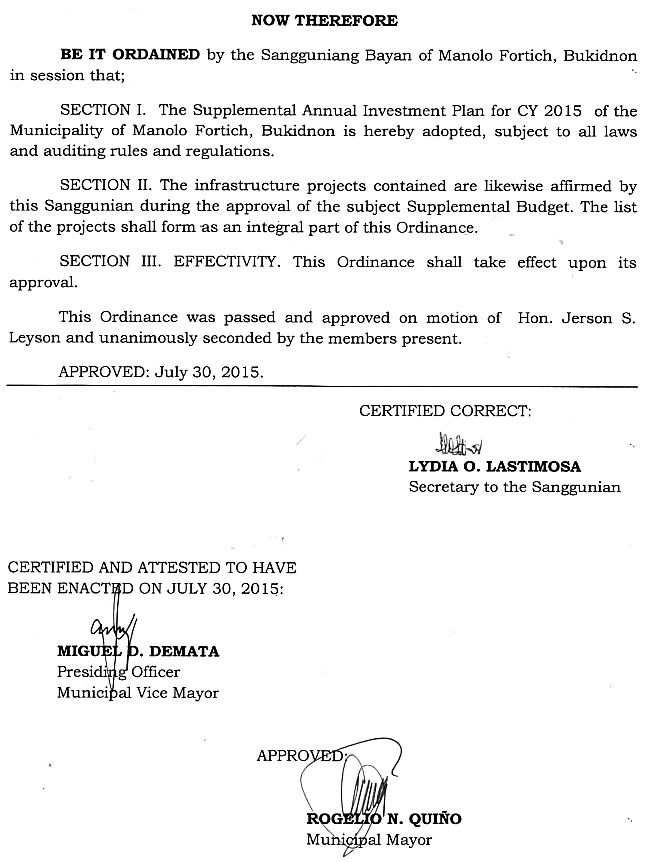 NOW THEREFORE
BE IT ORDAINED by the Sangguniang Bayan of Manolo Fortich, Bukidnon
in session that;
SECTION I. The Supplemental Annual Investment Plan for CY 2015 of the
Municipality of Manolo Fortich, Bukidnon is hereby adopted, subject to all laws
and auditing rules and regulations.
SECTION II. The infrastructure projects contained are likewise affirmed by
this Sanggunian during the approval of the subject Supplemental Budget. The list
of the projects shall form as an integral part of this Ordinance.
SECTION III. EFFECTIVITY. This Ordinance shall take effect upon its
approval.
This Ordinance was passed and approved on motion of Hon. Jerson S.
Leyson and unanimously seconded by the members present.
APPROVED: July 30, 2015.
CERTIFIED CORRECT:
LYDIA O. LASTIMOSA
Secretary to the Sanggunian
CERTIFIED AND ATTESTED TO HAVE
BEEN ENACTED ON JULY 30, 2015:
MIGUEL D. DEMATA
Presiding Officer
Municipal Vice Mayor
APPROVED:
ROGELIO N. QUIÑO
Municipal Mayor